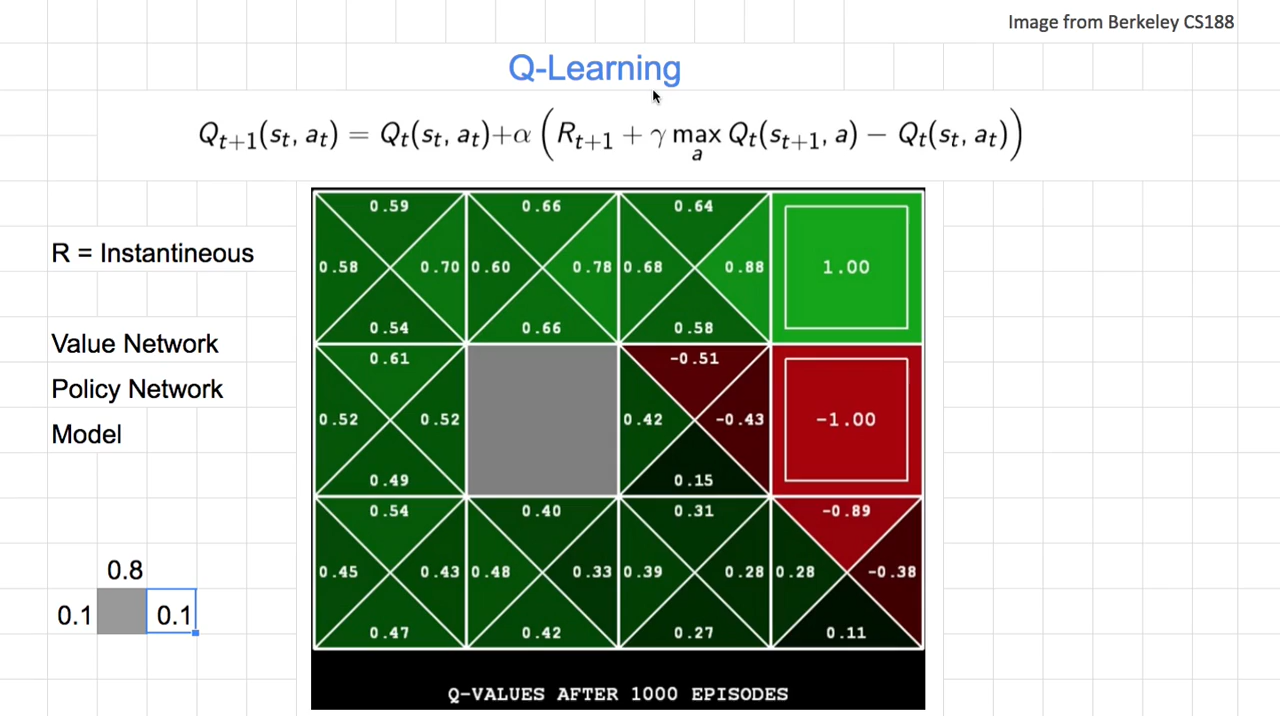 Image from Berkeley CS188
Q-Learning
Qₜ₊₁(sₜ, aₜ) = Qₜ(sₜ, aₜ)+α (Rₜ₊₁ + γ max Qₜ(sₜ₊₁, a) − Qₜ(sₜ, aₜ))
a
R = Instantineous
Value Network
Policy Network
Model
0.8
0.1 0.1
0.59 0.66 0.64
0.58 0.70 0.60 0.78 0.68 0.88 1.00
0.54 0.66 0.58
0.61 -0.51
0.52 0.52 0.42 -0.43 -1.00
0.49 0.15
0.54 0.40 0.31 -0.89
0.45 0.43 0.48 0.33 0.39 0.28 0.28 -0.38
0.47 0.42 0.27 0.11
Q-VALUES AFTER 1000 EPISODES